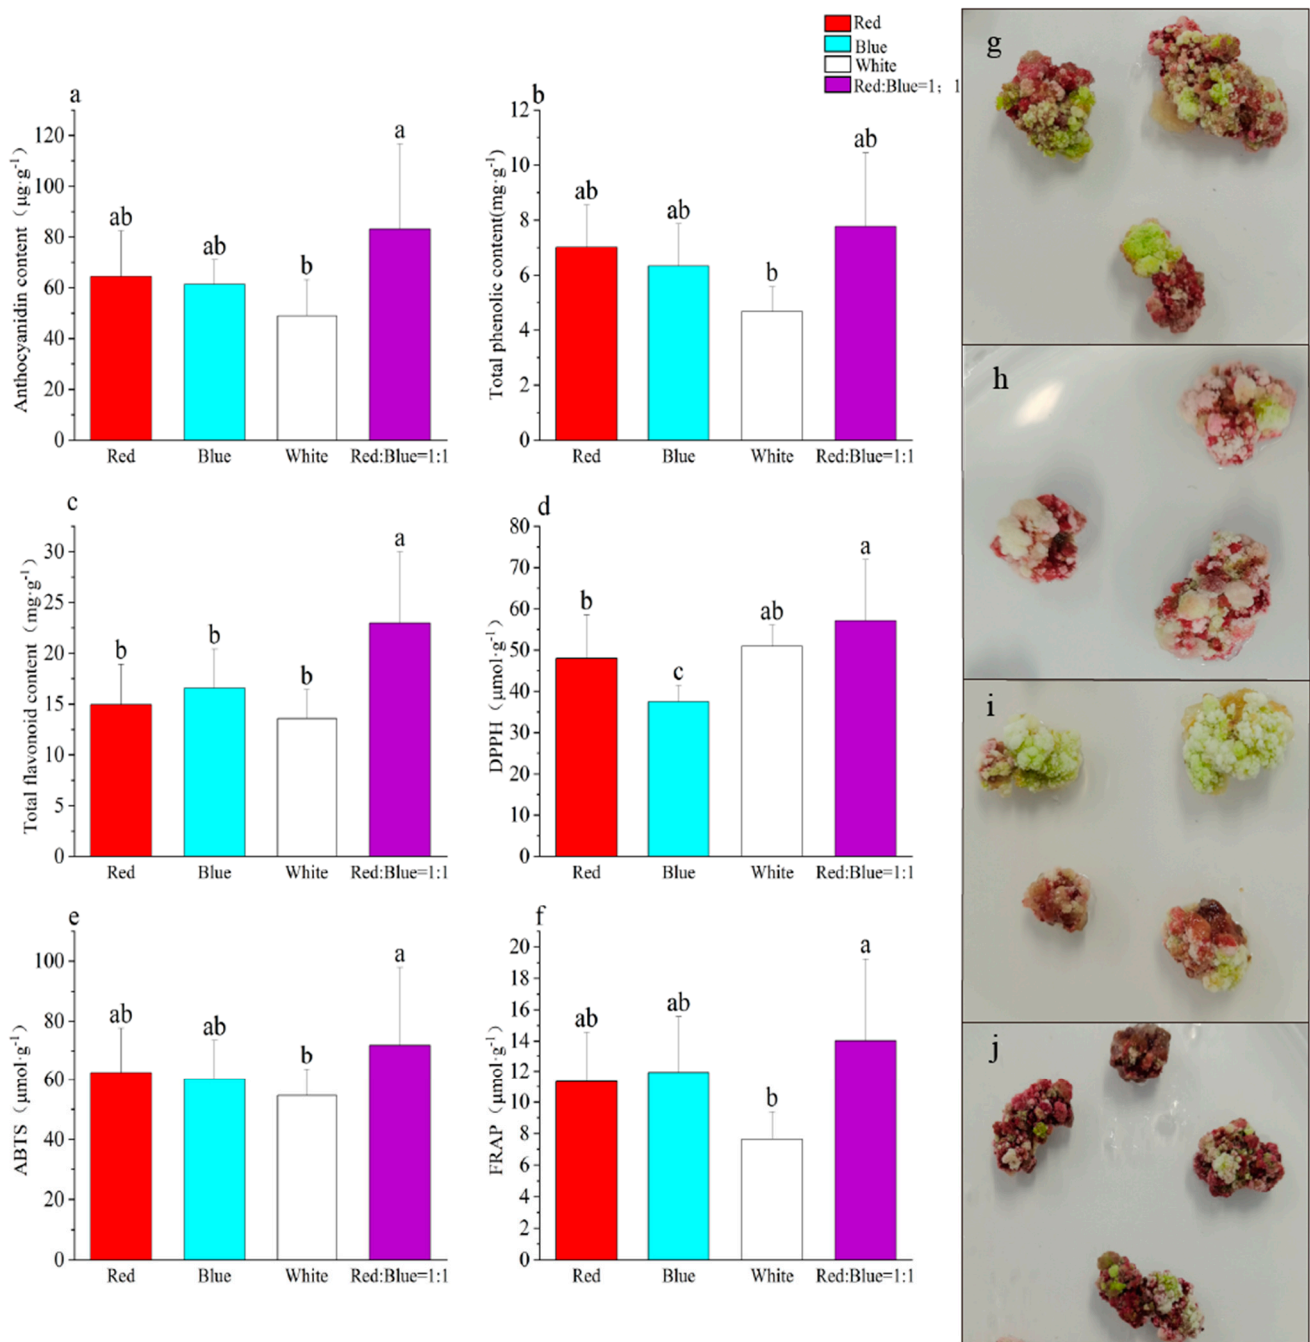 Red
Blue
White
Red:Blue=1；1
a
Anthocyanidin content（μg·g-1）
120
100
80
60
40
20
0
ab
ab
b
a
Red Blue White Red:Blue=1:1
b
Total phenolic content(mg·g-1)
12
10
8
6
4
2
0
ab
ab
b
ab
Red Blue White Red:Blue=1:1
c
Total flavonoid content（mg·g-1）
30
25
20
15
10
5
0
b
b
b
a
Red Blue White Red:Blue=1:1
d
DPPH（μmol·g-1）
80
70
60
50
40
30
20
10
0
b
c
ab
a
Red Blue White Red:Blue=1:1
e
ABTS（μmol·g-1）
100
80
60
40
20
0
ab
ab
b
a
Red Blue White Red:Blue=1:1
f
FRAP（μmol·g-1）
20
18
16
14
12
10
8
6
4
2
0
ab
ab
b
a
Red Blue White Red:Blue=1:1
g
h
i
j